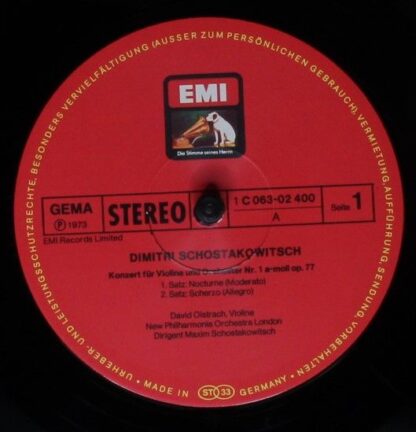 URHEBER- UND LEISTUNGSSCHUTZRECHTE, BESONDERS VERVIELFÄLTIGUNG (AUSSER ZUM PERSÖNLICHEN GEBRAUCH), VERMIETUNG, AUFFÜHRUNG, SENDUNG, VORBEHALTEN •
EMI
Die Stimme seines Herrn
GEMA
℗ 1973
STEREO
1 C 063-02 400
A
Seite 1
EMI Records Limited
DIMITRI SCHOSTAKOWITSCH
Konzert für Violine und Orchester Nr. 1 a-moll op. 77
1. Satz: Nocturne (Moderato)
2. Satz: Scherzo (Allegro)
David Oistrach, Violine
New Philharmonia Orchestra London
Dirigent Maxim Schostakowitsch
• MADE IN ST 33 GERMANY •